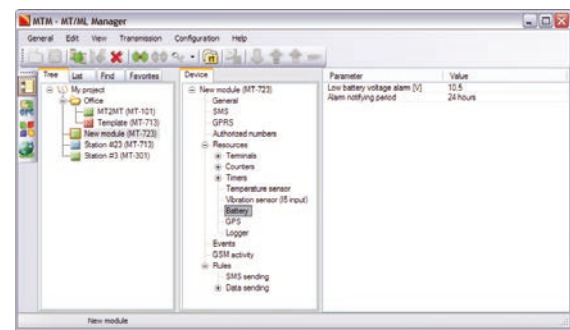 MTM - MT/ML Manager
General Edit View Transmission Configuration Help
Tree List Find Favorites
My project
Office
MT2MT (MT-101)
Template (MT-713)
New module (MT-723)
Station #23 (MT-713)
Station #3 (MT-301)
Device
New module (MT-723)
General
SMS
GPRS
Authorized numbers
Resources
Terminals
Counters
Timers
Temperature sensor
Vibration sensor (I5 input)
Battery
GPS
Logger
Events
GSM activity
Rules
SMS sending
Data sending
Parameter Value
Low battery voltage alarm [V] 10.5
Alarm notifying period 24 hours
New module